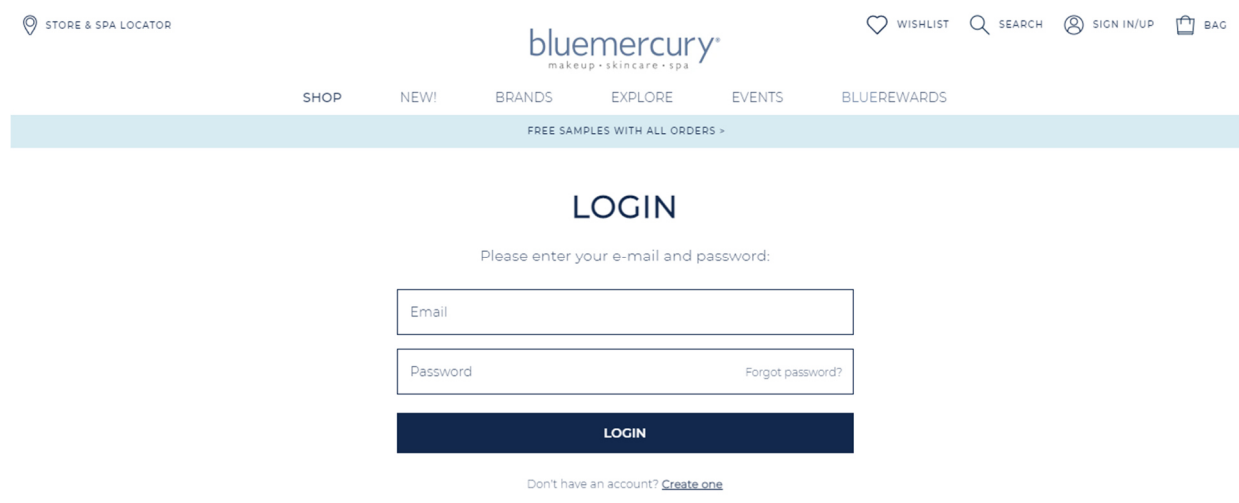 STORE & SPA LOCATOR
WISHLIST SEARCH SIGN IN/UP BAG
bluemercury®
makeup • skincare • spa
SHOP NEW! BRANDS EXPLORE EVENTS BLUEREWARDS
FREE SAMPLES WITH ALL ORDERS >
LOGIN
Please enter your e-mail and password:
Email
Password Forgot password?
LOGIN
Don't have an account? Create one